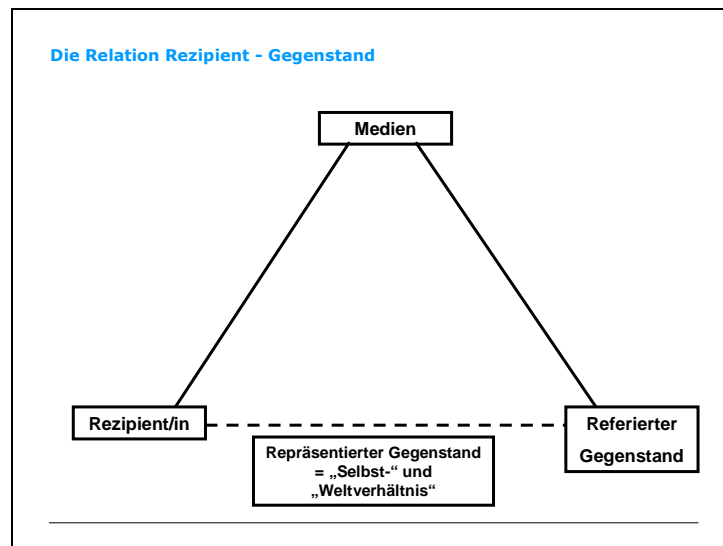 Die Relation Rezipient - Gegenstand
Medien
Rezipient/in
Referierter
Gegenstand
Repräsentierter Gegenstand
= „Selbst-“ und
„Weltverhältnis“